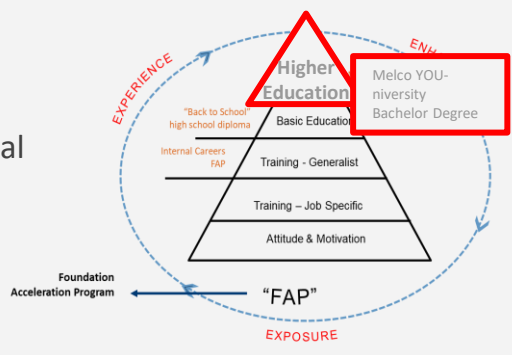 EXPERIENCE
ENH
Higher
Education
Melco YOU-
niversity
Bachelor Degree
"Back to School"
high school diploma
Basic Education
al
Internal Careers
FAP
Training - Generalist
Training – Job Specific
Attitude & Motivation
Foundation
Acceleration Program
"FAP"
EXPOSURE